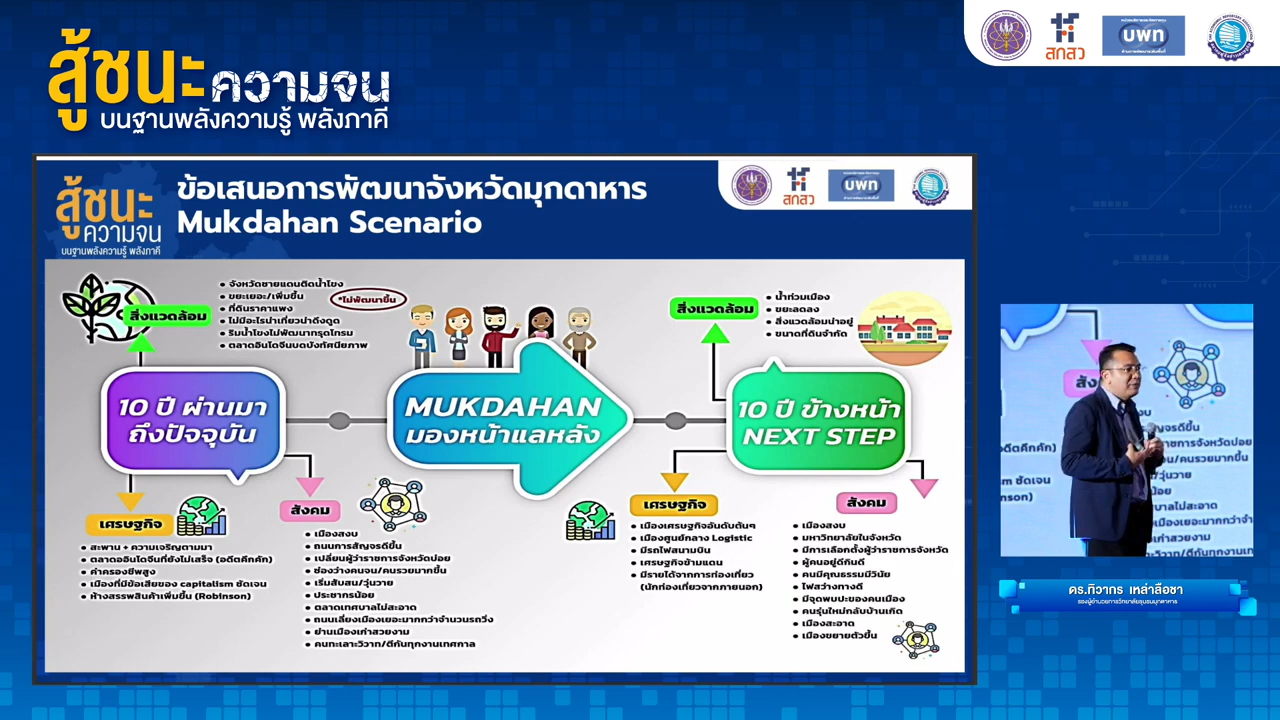 สู้ชนะความจน
บนฐานพลังความรู้ พลังภาคี
สกสว
บพท
สู้ชนะ
ความจน
บนฐานพลังความรู้ พลังภาคี
ข้อเสนอการพัฒนาจังหวัดมุกดาหาร
Mukdahan Scenario
สกสว
บพท
สิ่งแวดล้อม
• จังหวัดชายแดนติดน้ำโขง
• ขยะเยอะ/เพิ่มขึ้น
*ไม่พัฒนาขึ้น
• ที่ดินราคาแพง
• ไม่มีอะไรน่าเที่ยวน่าดึงดูด
• ริมน้ำโขงไม่พัฒนาทรุดโทรม
• ตลาดอินโดจีนบดบังทัศนียภาพ
สิ่งแวดล้อม
• น้ำท่วมเมือง
• ขยะลดลง
• สิ่งแวดล้อมน่าอยู่
• ขนาดที่ดินจำกัด
10 ปี ผ่านมา
ถึงปัจจุบัน
MUKDAHAN
มองหน้าแลหลัง
10 ปี ข้างหน้า
NEXT STEP
เศรษฐกิจ
• สะพาน + ความเจริญตามมา
• ตลาดอินโดจีนที่ยังไม่เสร็จ (อดีตคึกคัก)
• ค่าครองชีพสูง
• เมืองที่มีข้อเสียของ capitalism ชัดเจน
• ห้างสรรพสินค้าเพิ่มขึ้น (Robinson)
สังคม
• เมืองสงบ
• ถนนการสัญจรดีขึ้น
• เปลี่ยนผู้ว่าราชการจังหวัดบ่อย
• ช่องว่างคนจน/คนรวยมากขึ้น
• เริ่มสับสน/วุ่นวาย
• ประชากรน้อย
• ตลาดเทศบาลไม่สะอาด
• ถนนเลี่ยงเมืองเยอะมากกว่าจำนวนรถวิ่ง
• ย่านเมืองเก่าสวยงาม
• คนทะเลาะวิวาท/ตีกันทุกงานเทศกาล
เศรษฐกิจ
• เมืองเศรษฐกิจอันดับต้นๆ
• เมืองศูนย์กลาง Logistic
• มีรถไฟสนามบิน
• เศรษฐกิจข้ามแดน
• มีรายได้จากการท่องเที่ยว
(นักท่องเที่ยวจากภายนอก)
สังคม
• เมืองสงบ
• มหาวิทยาลัยในจังหวัด
• มีการเลือกตั้งผู้ว่าราชการจังหวัด
• ผู้คนอยู่ดีกินดี
• คนมีคุณธรรมมีวินัย
• ไฟสว่างทางดี
• มีจุดพบปะของคนเมือง
• คนรุ่นใหม่กลับบ้านเกิด
• เมืองสะอาด
• เมืองขยายตัวขึ้น
ดร.ทิวากร เหล่าลือชา
รองผู้อำนวยการวิทยาลัยชุมชนมุกดาหาร